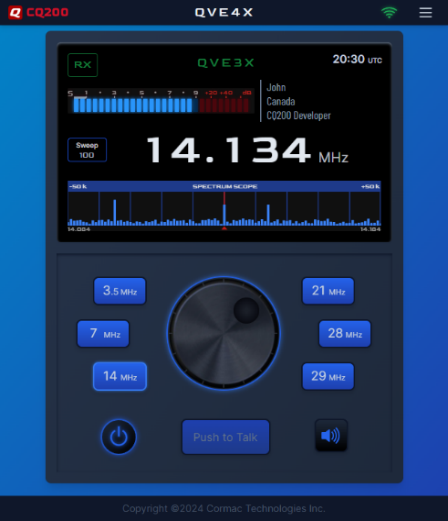 Q CQ200
QVE4X
RX
QVE3X
20:30 UTC
S 1 • 3 • 5 • 7 • 9 +20 +40 dB
John
Canada
CQ200 Developer
Sweep
100
14.134 MHz
-50 k
SPECTRUM SCOPE
+50 k
14.084
14.184
3.5 MHz
21 MHz
7 MHz
28 MHz
14 MHz
29 MHz
Push to Talk
Copyright ©2024 Cormac Technologies Inc.